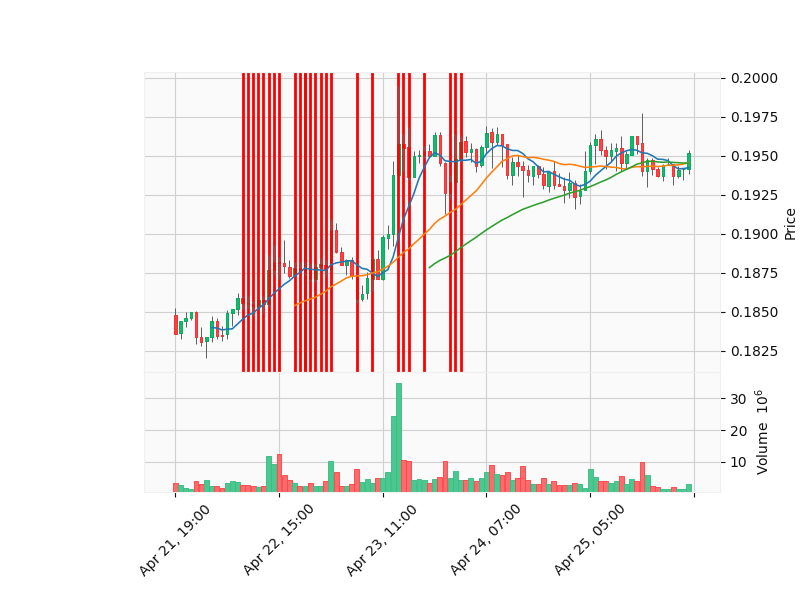 0.2000
0.1975
0.1950
0.1925
0.1900
0.1875
0.1850
0.1825
Price
30
20
10
Volume 10^6
Apr 21, 19:00
Apr 22, 15:00
Apr 23, 11:00
Apr 24, 07:00
Apr 25, 05:00